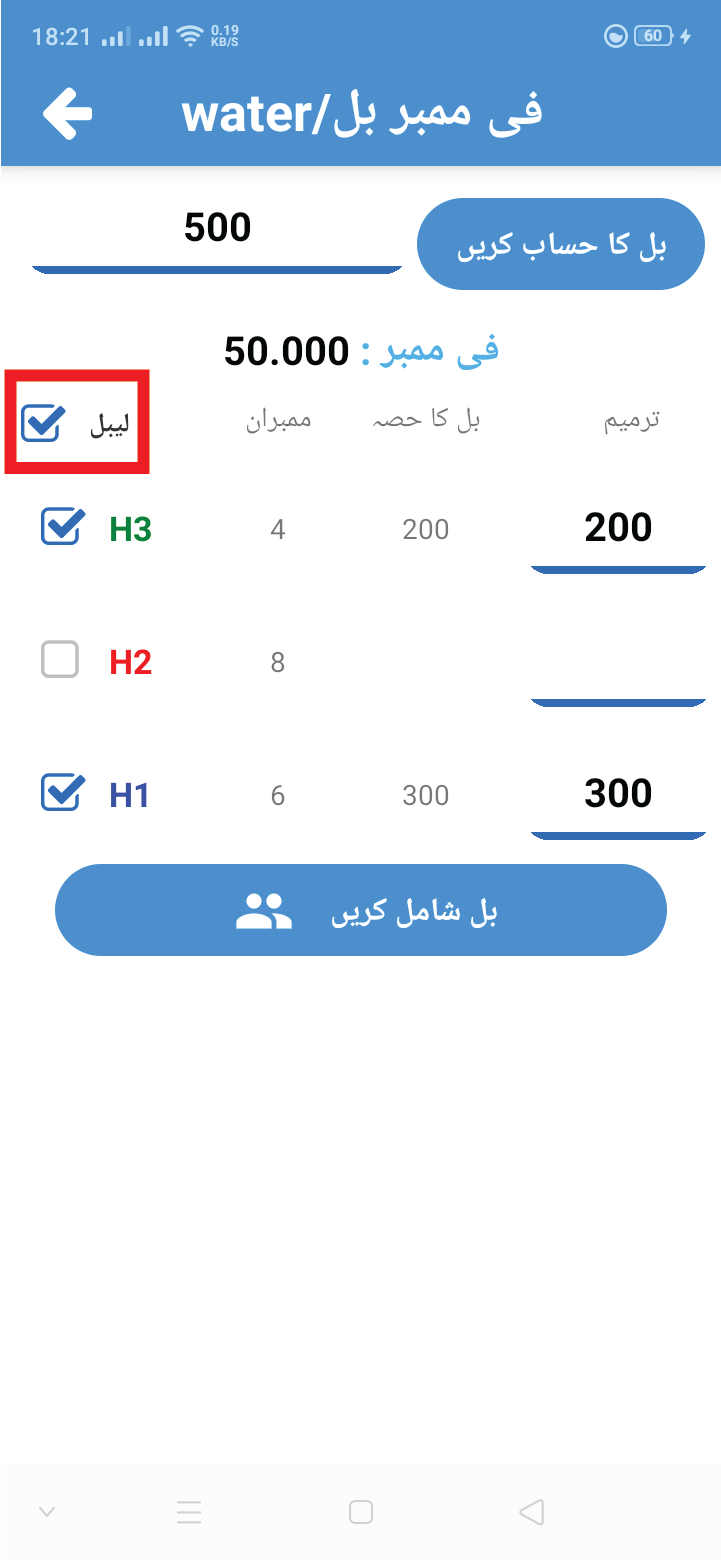 18:21 0.19 KB/S 60
فی ممبر بل/water
500
بل کا حساب کریں
فی ممبر : 50.000
لیبل ممبران بل کا حصہ ترمیم
H3 4 200 200
H2 8
H1 6 300 300
بل شامل کریں